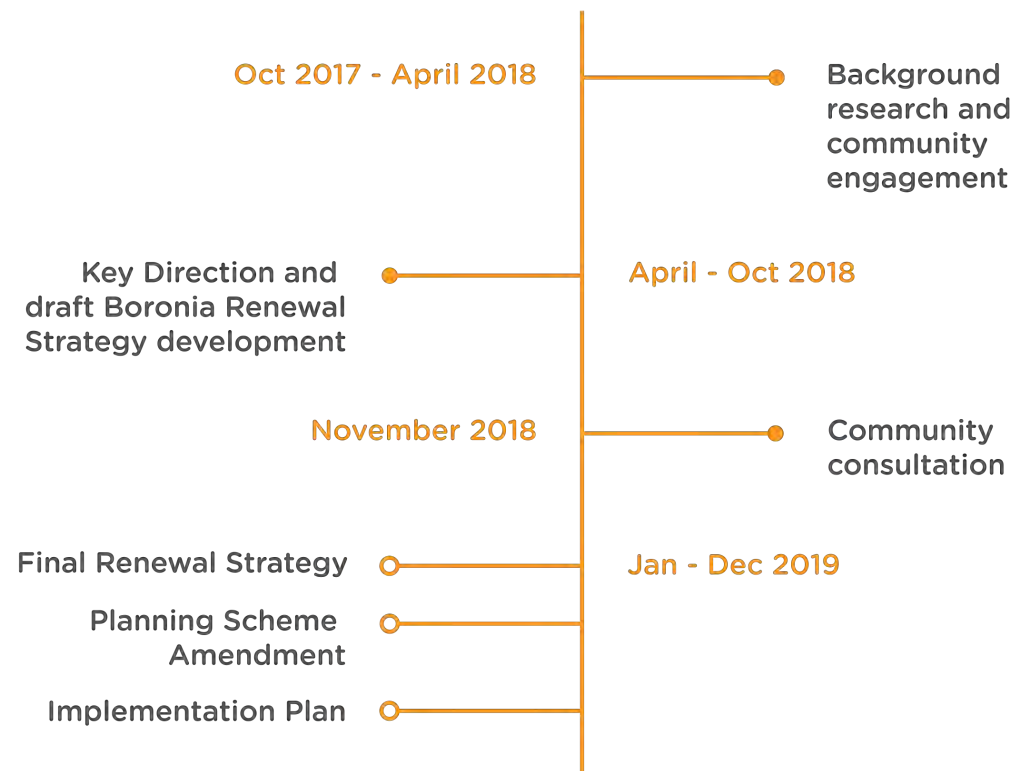 Oct 2017 - April 2018
Background
research and
community
engagement
Key Direction and
draft Boronia Renewal
Strategy development
April - Oct 2018
November 2018
Community
consultation
Final Renewal Strategy
Jan - Dec 2019
Planning Scheme
Amendment
Implementation Plan